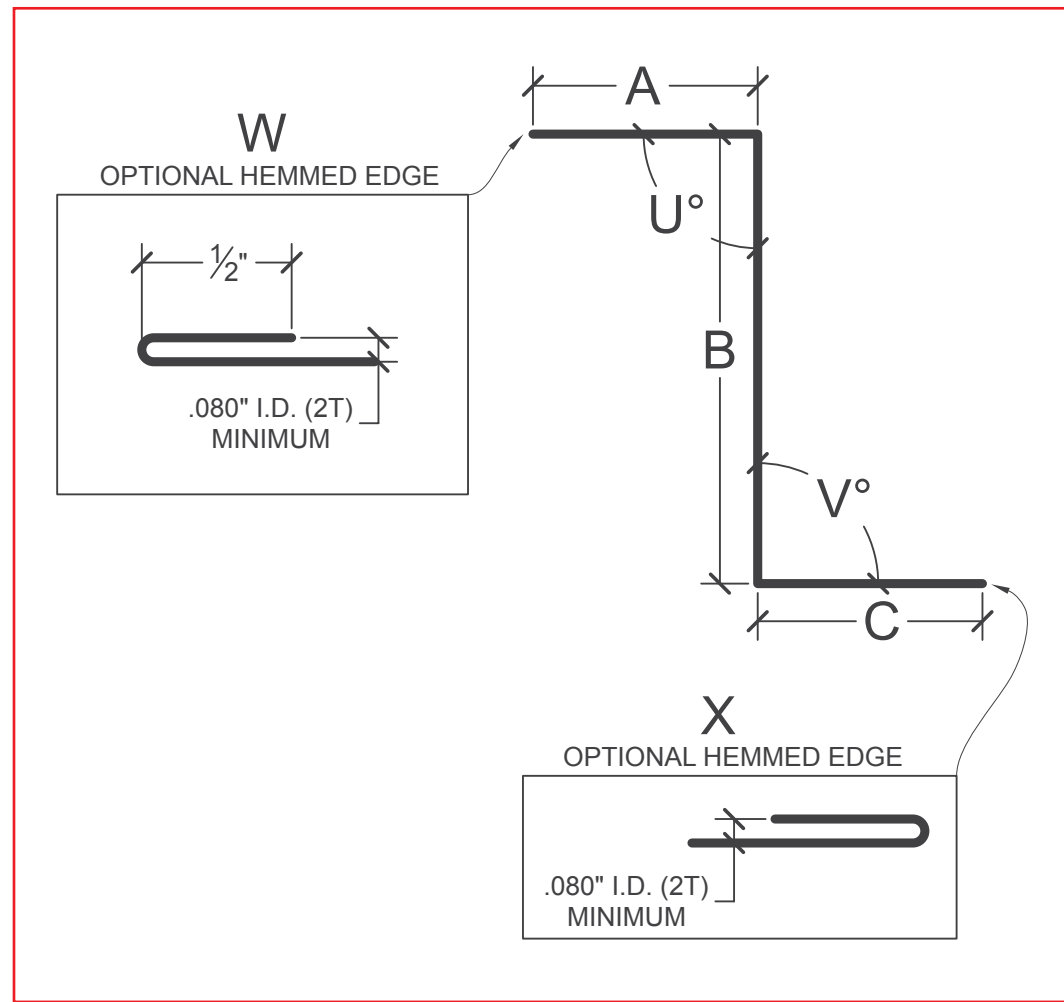 A
W
OPTIONAL HEMMED EDGE
U°
½"
B
.080" I.D. (2T)
MINIMUM
V°
C
X
OPTIONAL HEMMED EDGE
.080" I.D. (2T)
MINIMUM